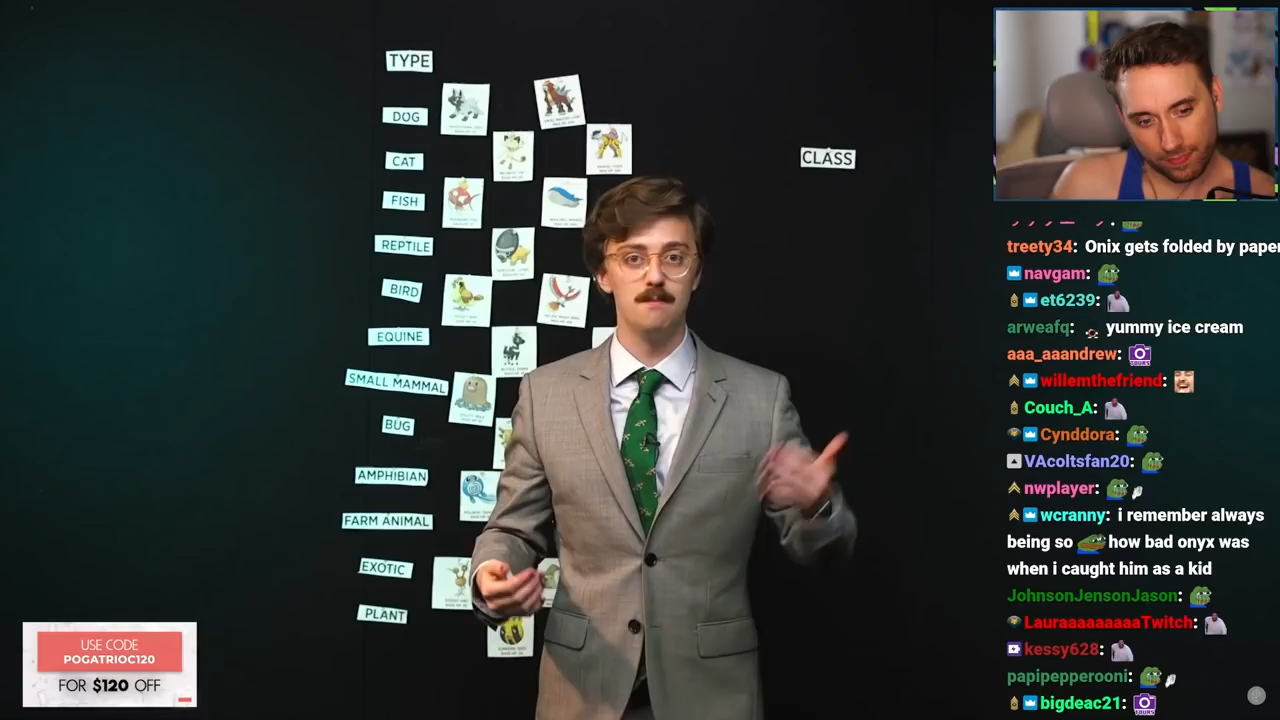 TYPE
DOG
CAT
FISH
REPTILE
BIRD
EQUINE
SMALL MAMMAL
BUG
AMPHIBIAN
FARM ANIMAL
EXOTIC
PLANT
CLASS
USE CODE
POGATRIOC120
FOR $120 OFF
treety34: Onix gets folded by paper
navgam:
et6239:
arweafq: yummy ice cream
aaa_aaandrew:
willemthefriend:
Couch_A:
Cynddora:
VAcoltsfan20:
nwplayer:
wcranny: i remember always
being so how bad onyx was
when i caught him as a kid
JohnsonJensonJason:
LauraaaaaaaaaTwitch:
kessy628:
papipepperooni:
bigdeac21: